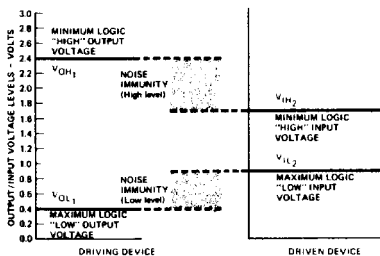 OUTPUT/INPUT VOLTAGE LEVELS - VOLTS
3.0
2.8
2.6
2.4
2.2
2.0
1.8
1.6
1.4
1.2
1.0
0.8
0.6
0.4
0.2
0.0
MINIMUM LOGIC
"HIGH" OUTPUT
VOLTAGE
VOH1
NOISE
IMMUNITY
(High level)
VIH2
MINIMUM LOGIC
"HIGH" INPUT
VOLTAGE
VIL2
NOISE
IMMUNITY
(Low level)
MAXIMUM LOGIC
"LOW" INPUT
VOLTAGE
VOL1
MAXIMUM LOGIC
"LOW" OUTPUT
VOLTAGE
DRIVING DEVICE
DRIVEN DEVICE